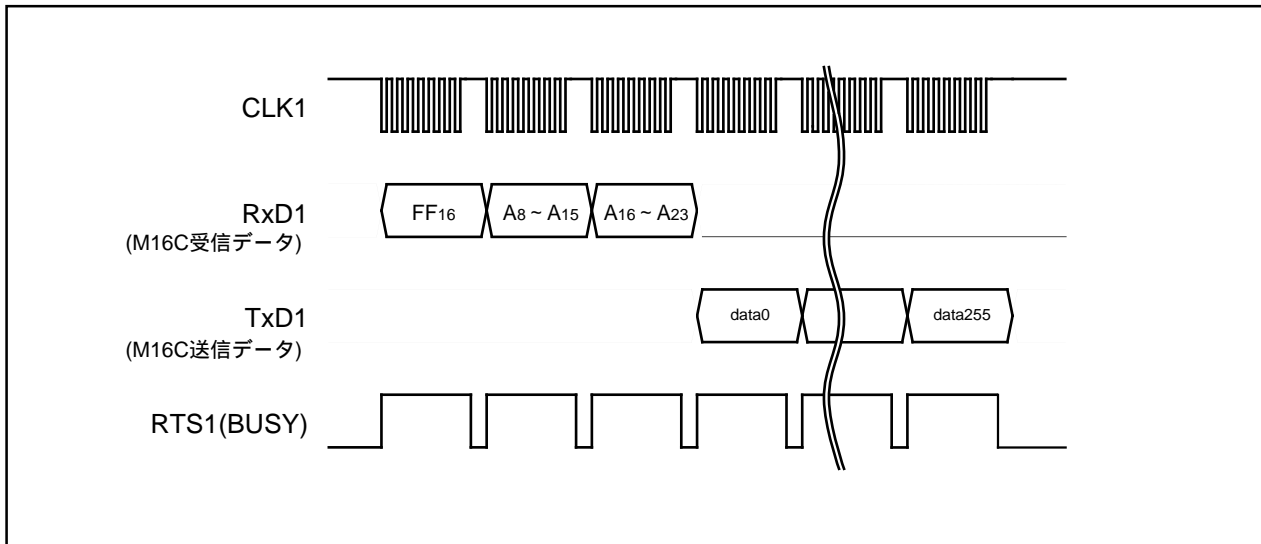 CLK1
RxD1
(M16C受信データ)
FF16
A8 ~ A15
A16 ~ A23
TxD1
(M16C送信データ)
data0
data255
RTS1(BUSY)